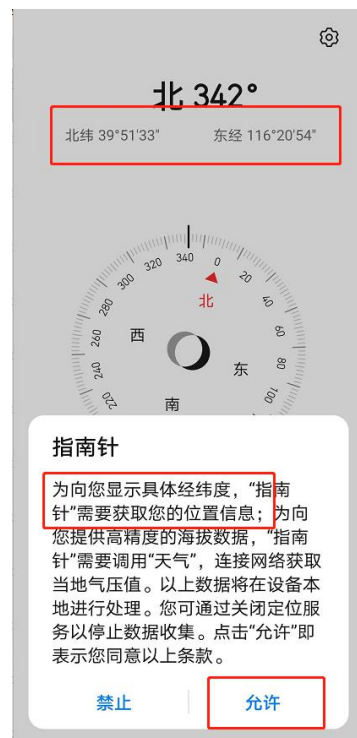 北 342°
北纬 39°51'33" 东经 116°20'54"
320 340 0 20
300 40
280 60
260 80
240 100
220
北
西 东
南
指南针
为向您显示具体经纬度，“指南
针”需要获取您的位置信息；为向
您提供高精度的海拔数据，“指南
针”需要调用“天气”，连接网络获取
当地气压值。以上数据将在设备本
地进行处理。您可通过关闭定位服
务以停止数据收集。点击“允许”即
表示您同意以上条款。
禁止 允许